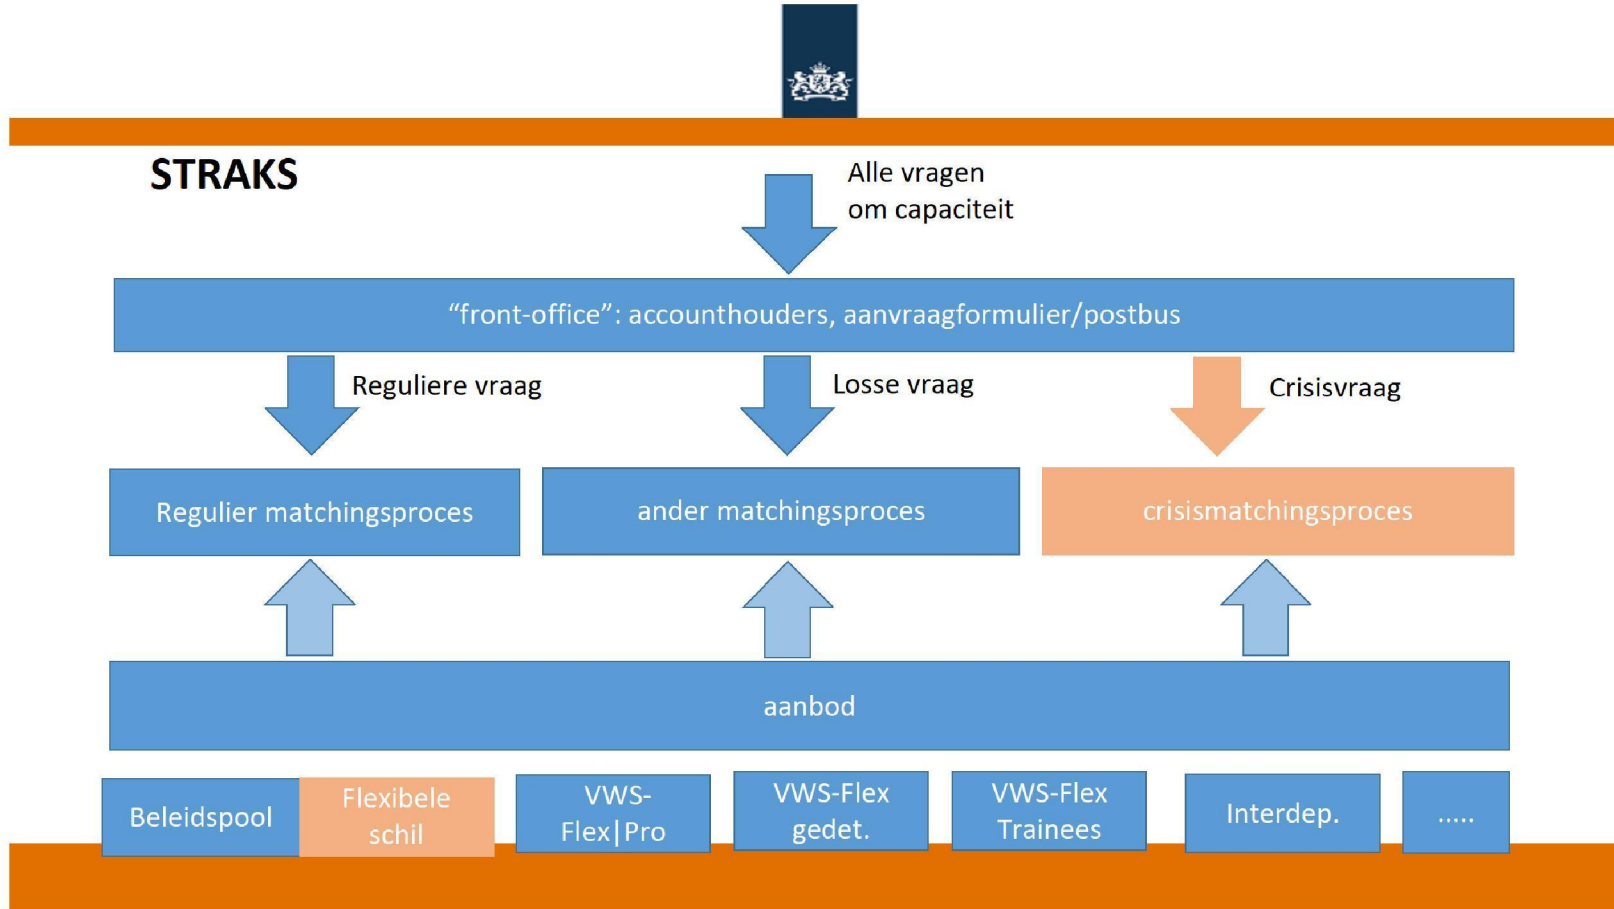 STRAKS
Alle vragen
om capaciteit
“front-office”: accounthouders, aanvraagformulier/postbus
Reguliere vraag
Losse vraag
Crisisvraag
Regulier matchingsproces
ander matchingsproces
crisismatchingsproces
aanbod
Beleidspool
Flexibele
schil
VWS-
Flex|Pro
VWS-Flex
gedet.
VWS-Flex
Trainees
Interdep.
.....